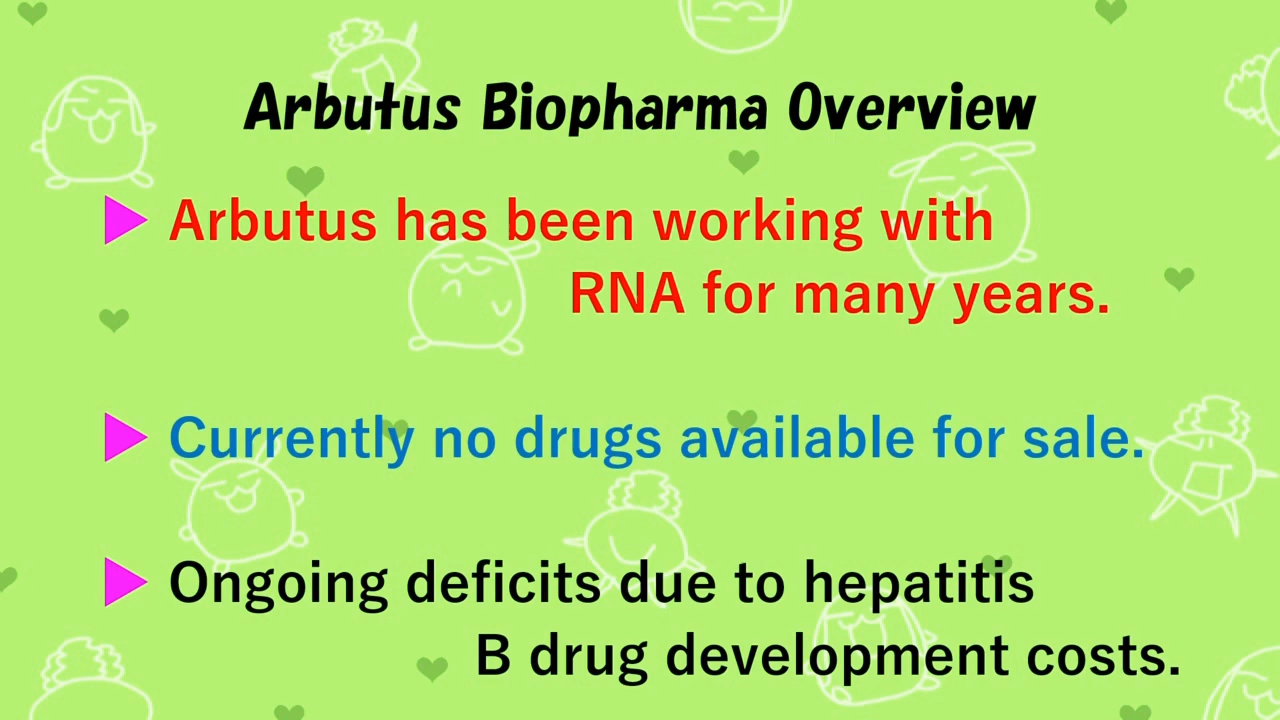 Arbutus Biopharma Overview
Arbutus has been working with
RNA for many years.
Currently no drugs available for sale.
Ongoing deficits due to hepatitis
B drug development costs.